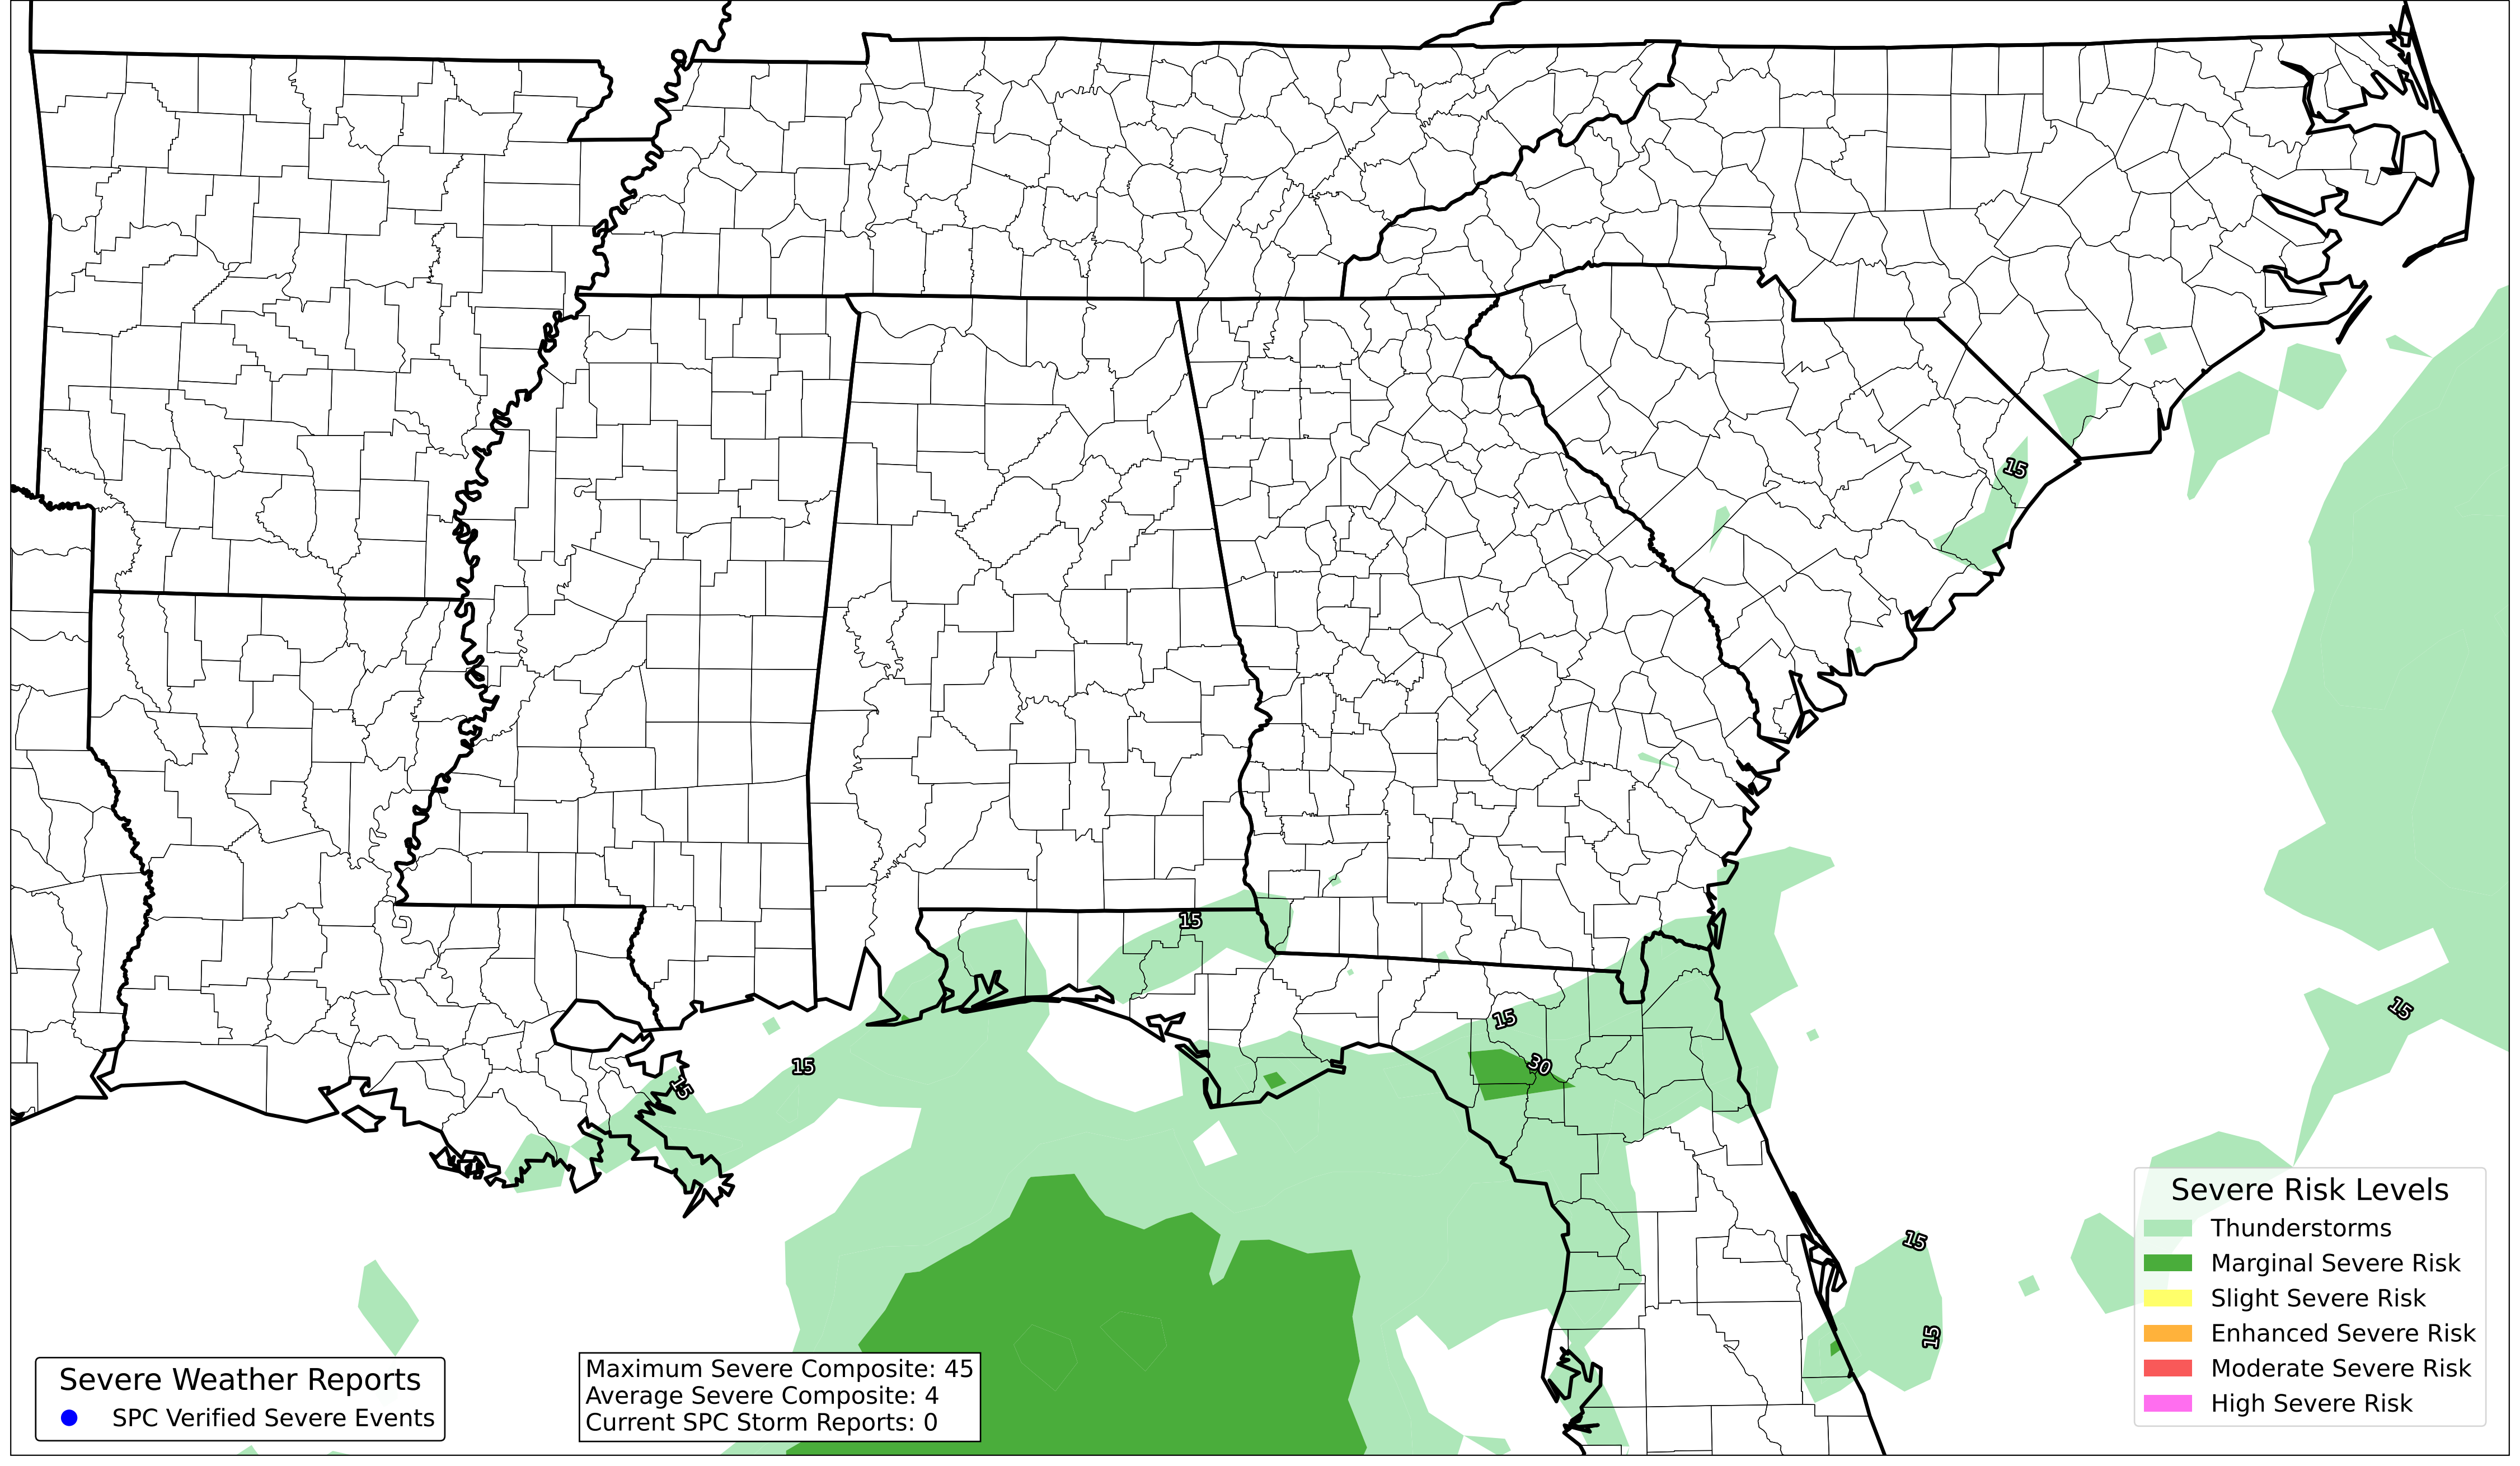 15
15
15
15
15
15
30
15
15
15
Severe Risk Levels
Thunderstorms
Marginal Severe Risk
Slight Severe Risk
Enhanced Severe Risk
Moderate Severe Risk
High Severe Risk
Severe Weather Reports
SPC Verified Severe Events
Maximum Severe Composite: 45
Average Severe Composite: 4
Current SPC Storm Reports: 0